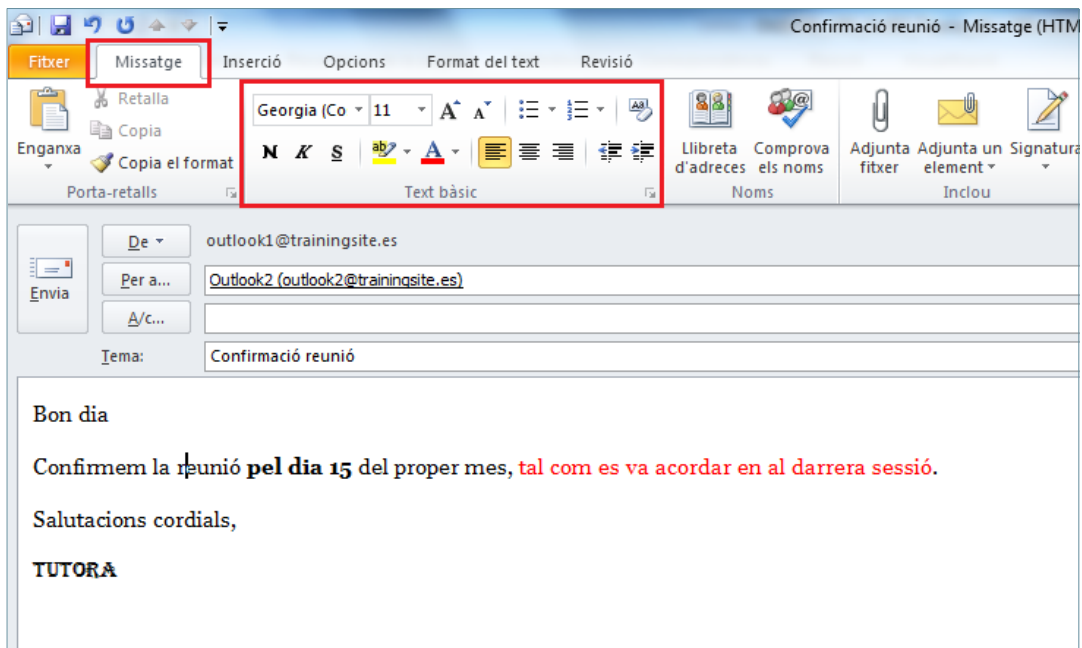 Confirmació reunió - Missatge (HTM
Fitxer Missatge Inserció Opcions Format del text Revisió
Enganxa
Retalla
Copia
Copia el format
Porta-retalls
Georgia (Co 11
N K S
Text bàsic
Llibreta d'adreces
Comprova els noms
Noms
Adjunta fitxer
Adjunta un element
Signatura
Inclou
Envia
De outlook1@trainingsite.es
Per a... Outlook2 (outlook2@trainingsite.es)
A/c...
Tema: Confirmació reunió
Bon dia
Confirmem la reunió pel dia 15 del proper mes, tal com es va acordar en al darrera sessió.
Salutacions cordials,
TUTORA